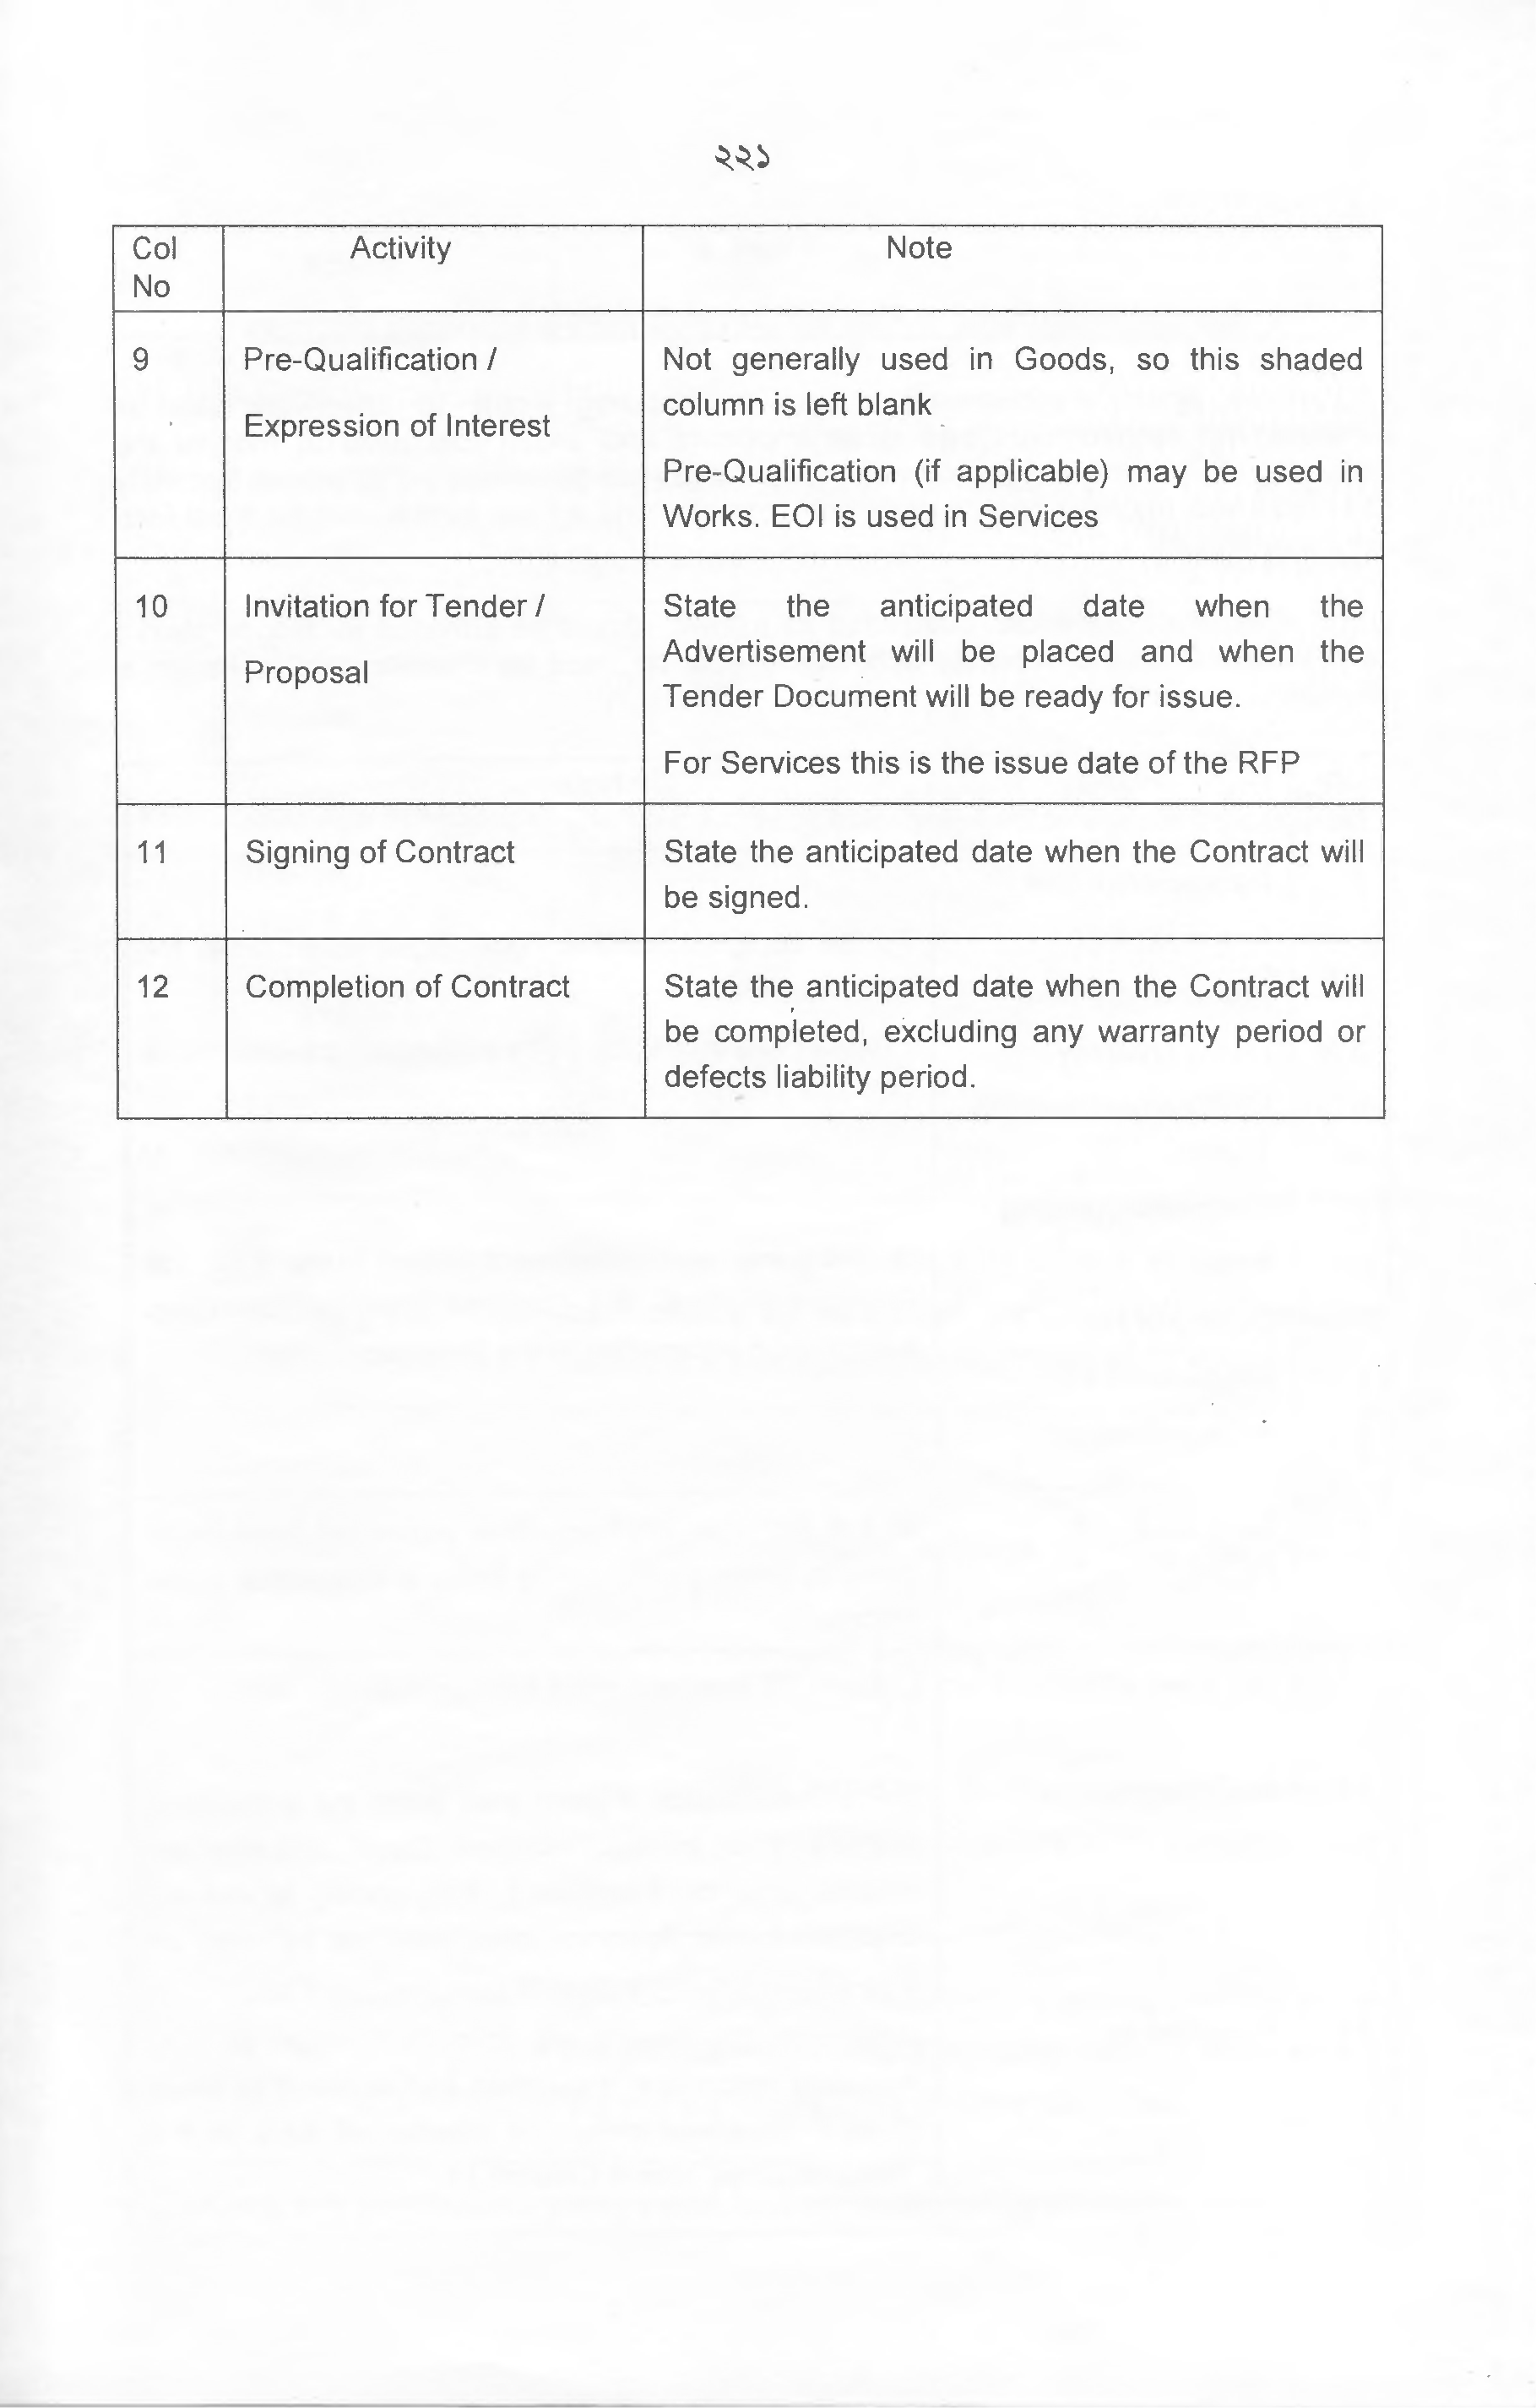 ২২১
Col
No
Activity
Note
9
Pre-Qualification /
Expression of Interest
Not generally used in Goods, so this shaded
column is left blank
Pre-Qualification (if applicable) may be used in
Works. EOI is used in Services
10
Invitation for Tender /
Proposal
State the anticipated date when the
Advertisement will be placed and when the
Tender Document will be ready for issue.
For Services this is the issue date of the RFP
11
Signing of Contract
State the anticipated date when the Contract will
be signed.
12
Completion of Contract
State the anticipated date when the Contract will
be completed, excluding any warranty period or
defects liability period.